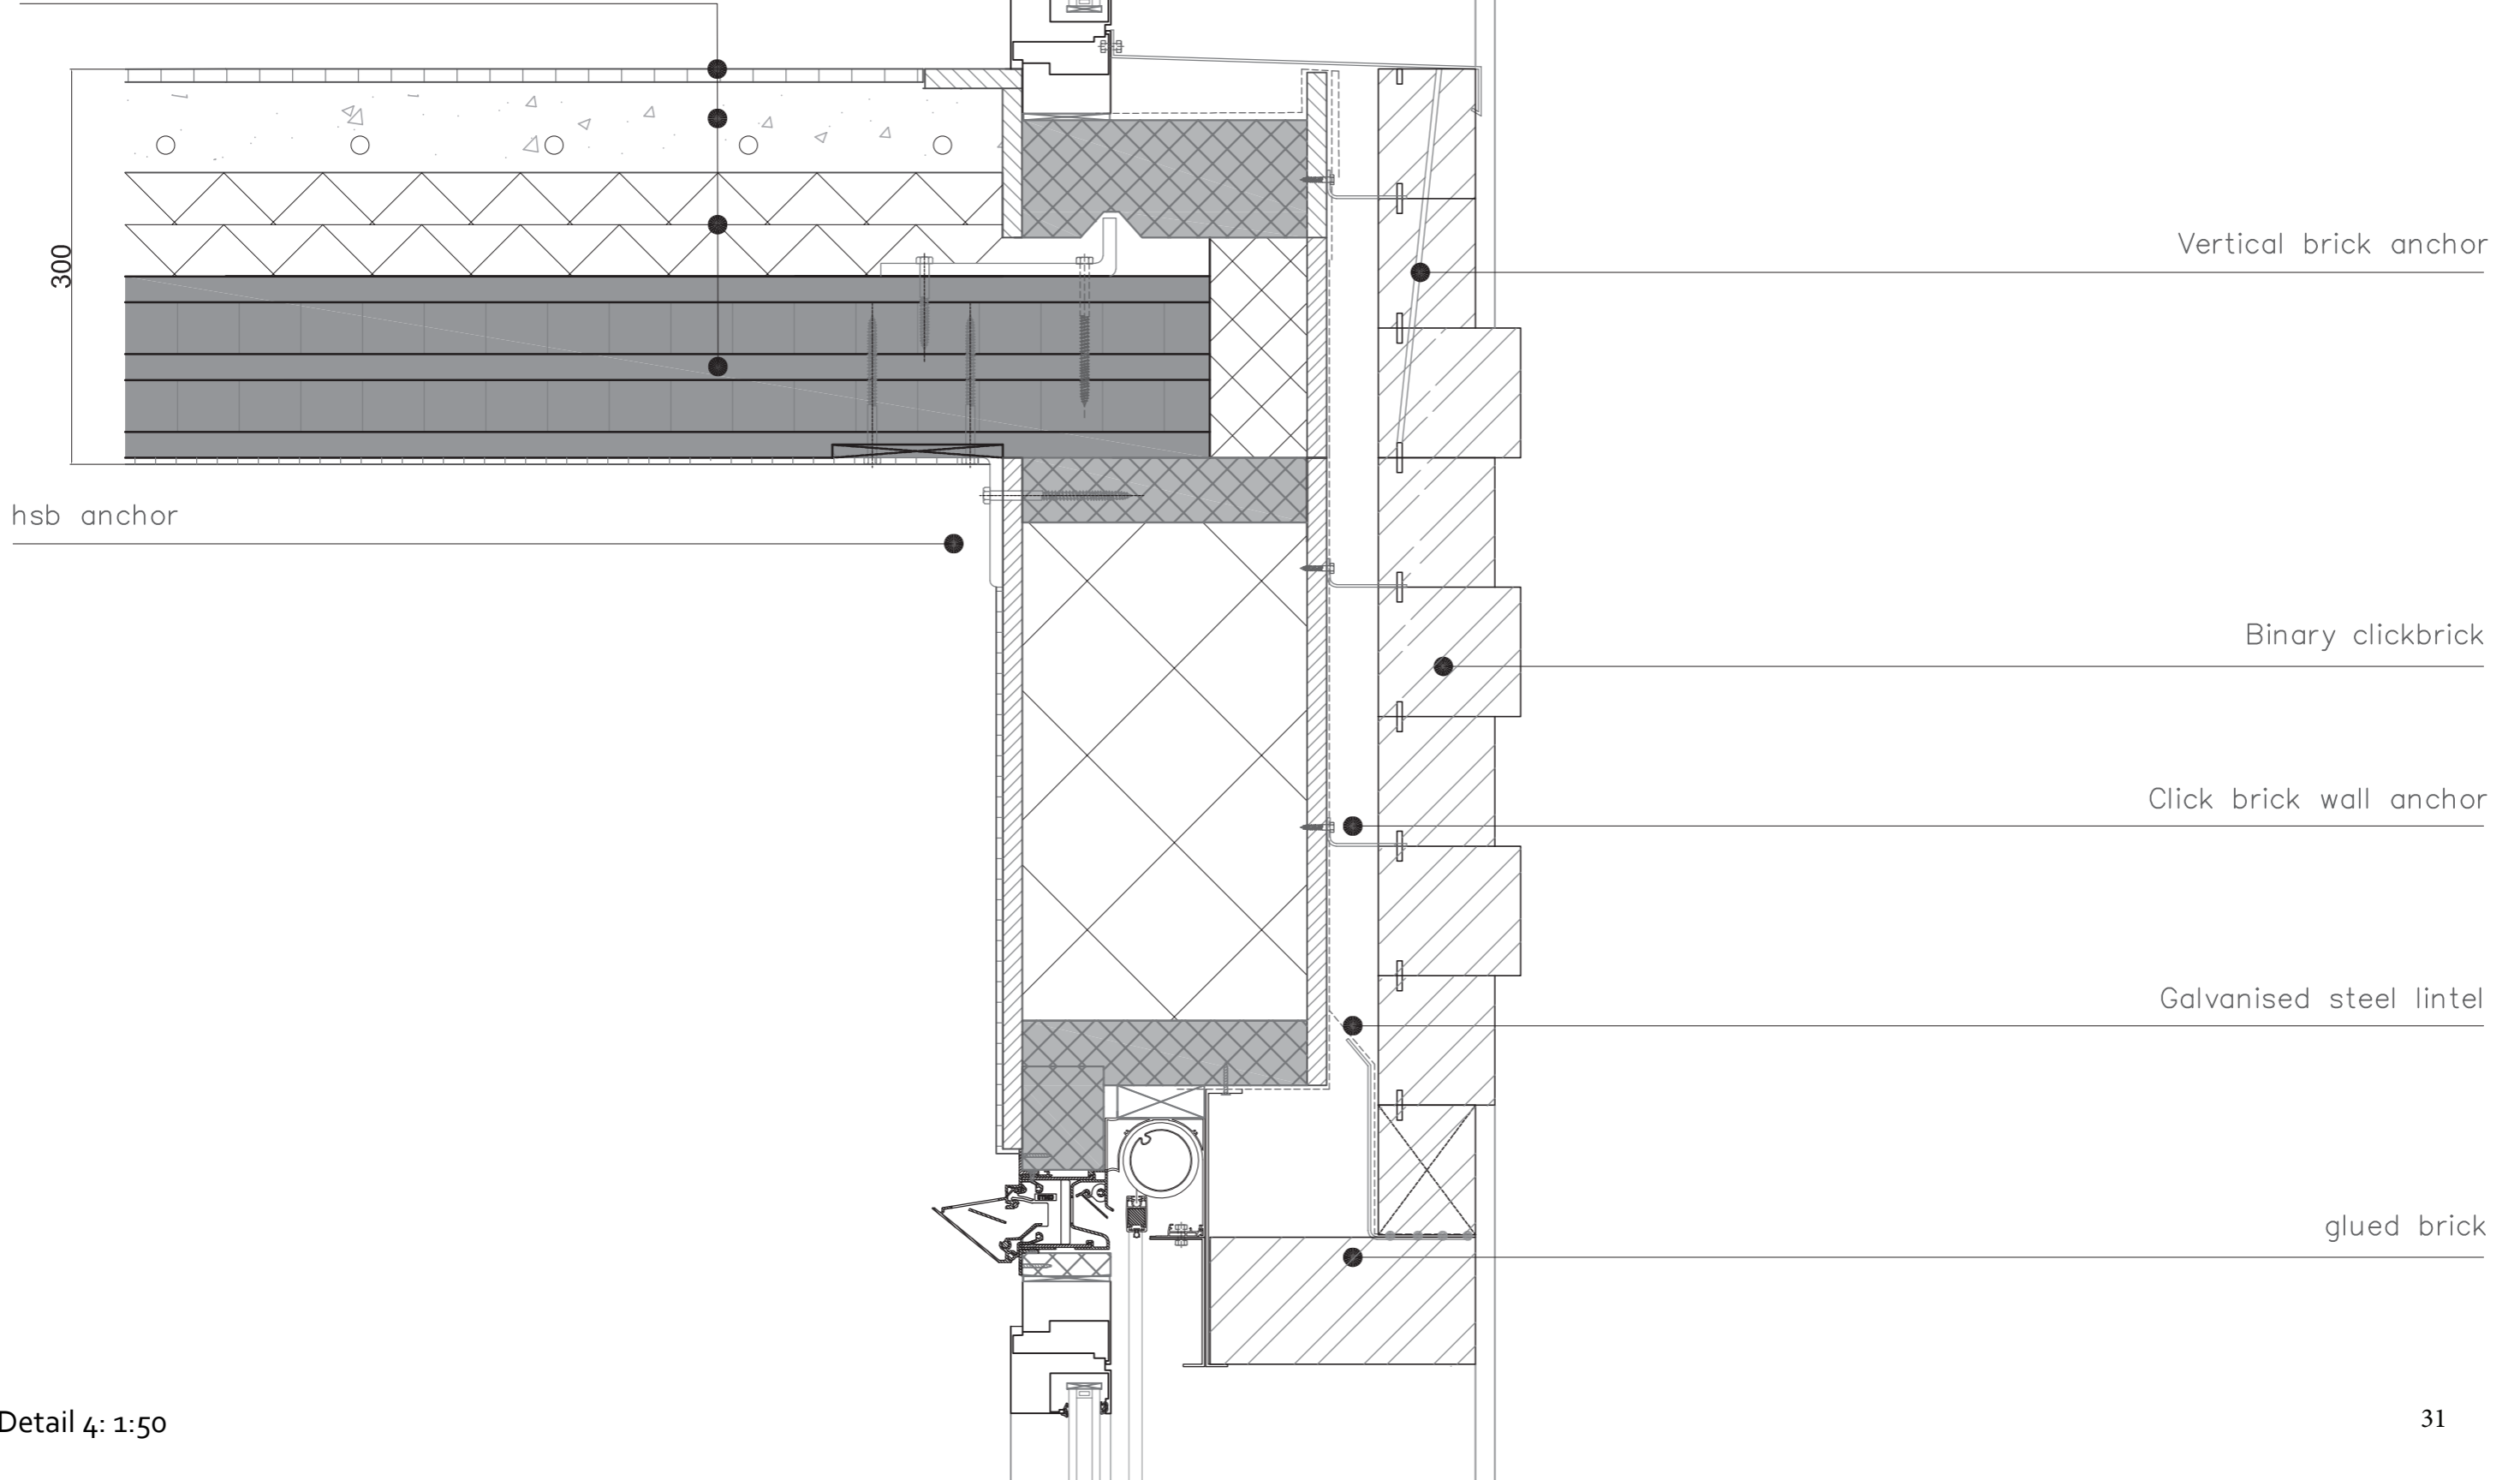 300
Vertical brick anchor
hsb anchor
Binary clickbrick
Click brick wall anchor
Galvanised steel lintel
glued brick
Detail 4: 1:50
31